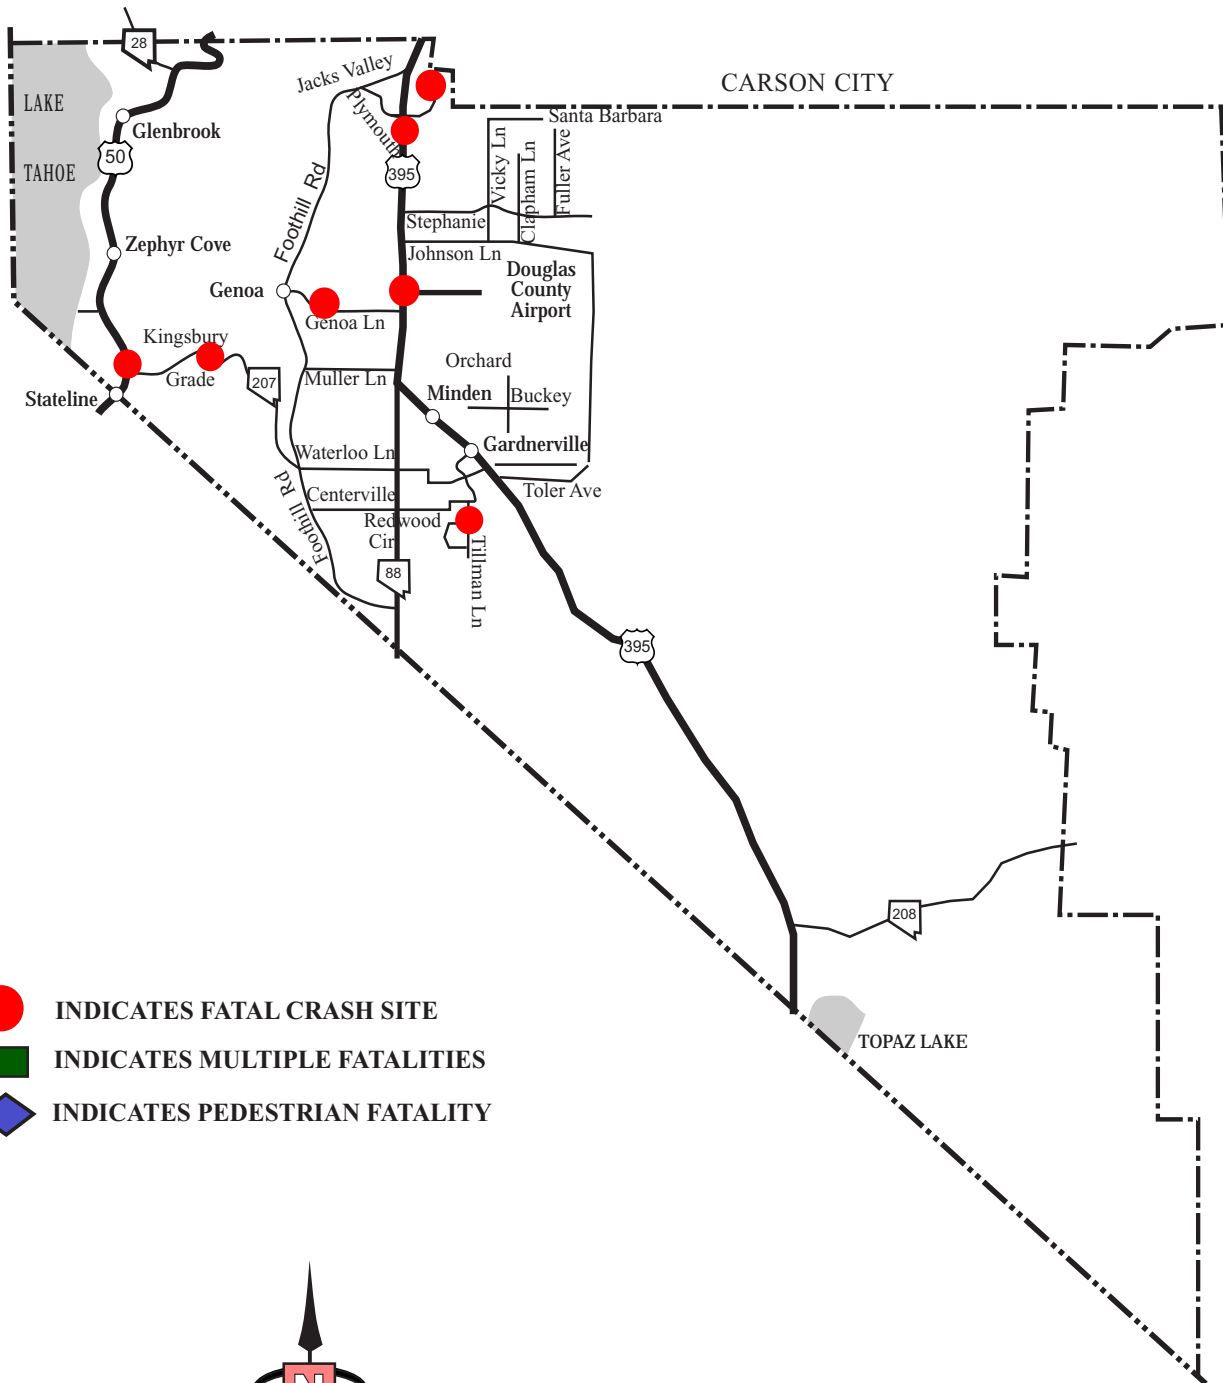 28
CARSON CITY
LAKE
TAHOE
Glenbrook
50
Jacks Valley
Plymouth
395
Santa Barbara
Vicky Ln
Clapham Ln
Fuller Ave
Foothill Rd
Stephanie
Zephyr Cove
Johnson Ln
Genoa
Douglas
County
Airport
Genoa Ln
Kingsbury
Grade
207
Muller Ln
Orchard
Buckey
Minden
Stateline
Gardnerville
Waterloo Ln
Foothill Rd
Centerville
Toler Ave
Redwood
Cir
Tillman Ln
88
395
208
TOPAZ LAKE
INDICATES FATAL CRASH SITE
INDICATES MULTIPLE FATALITIES
INDICATES PEDESTRIAN FATALITY
N